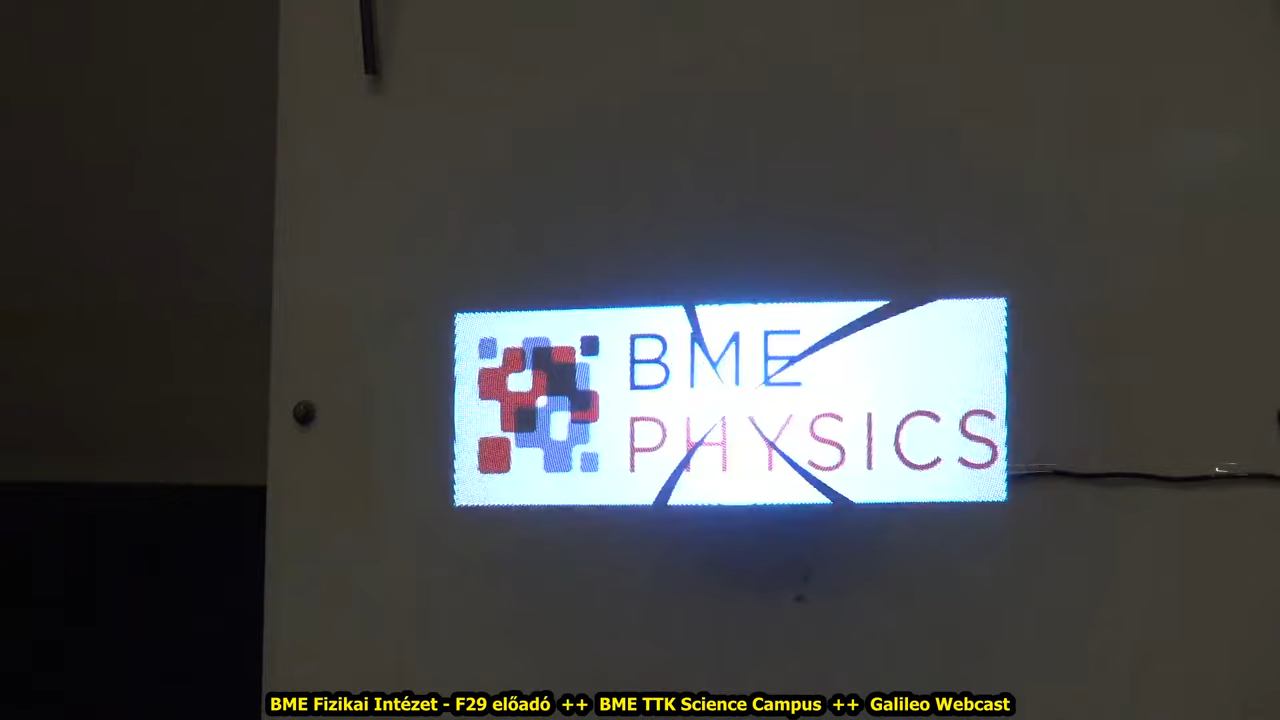 BME
PHYSICS
BME Fizikai Intézet - F29 előadó ++ BME TTK Science Campus ++ Galileo Webcast